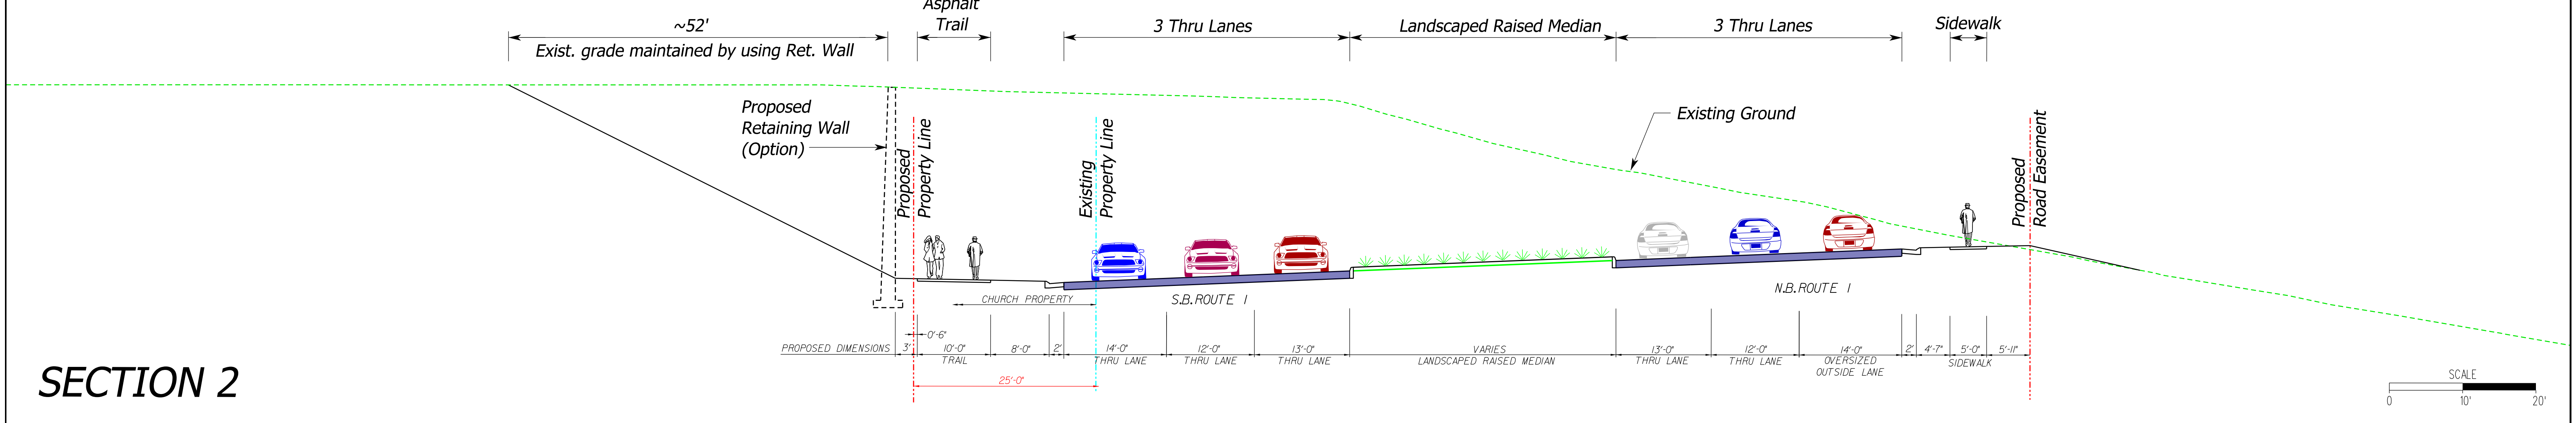 Asphalt
Trail
~52'
Exist. grade maintained by using Ret. Wall
3 Thru Lanes
Landscaped Raised Median
3 Thru Lanes
Sidewalk
Proposed
Retaining Wall
(Option)
Proposed
Property Line
Existing
Property Line
Existing Ground
Proposed
Road Easement
CHURCH PROPERTY
S.B. ROUTE 1
N.B. ROUTE 1
PROPOSED DIMENSIONS
3'
0'-6"
10'-0"
TRAIL
8'-0"
2'
14'-0"
THRU LANE
12'-0"
THRU LANE
13'-0"
THRU LANE
VARIES
LANDSCAPED RAISED MEDIAN
13'-0"
THRU LANE
12'-0"
THRU LANE
14'-0"
OVERSIZED
OUTSIDE LANE
2'
4'-7"
5'-0"
SIDEWALK
5'-11"
25'-0"
SECTION 2
SCALE
0 10' 20'